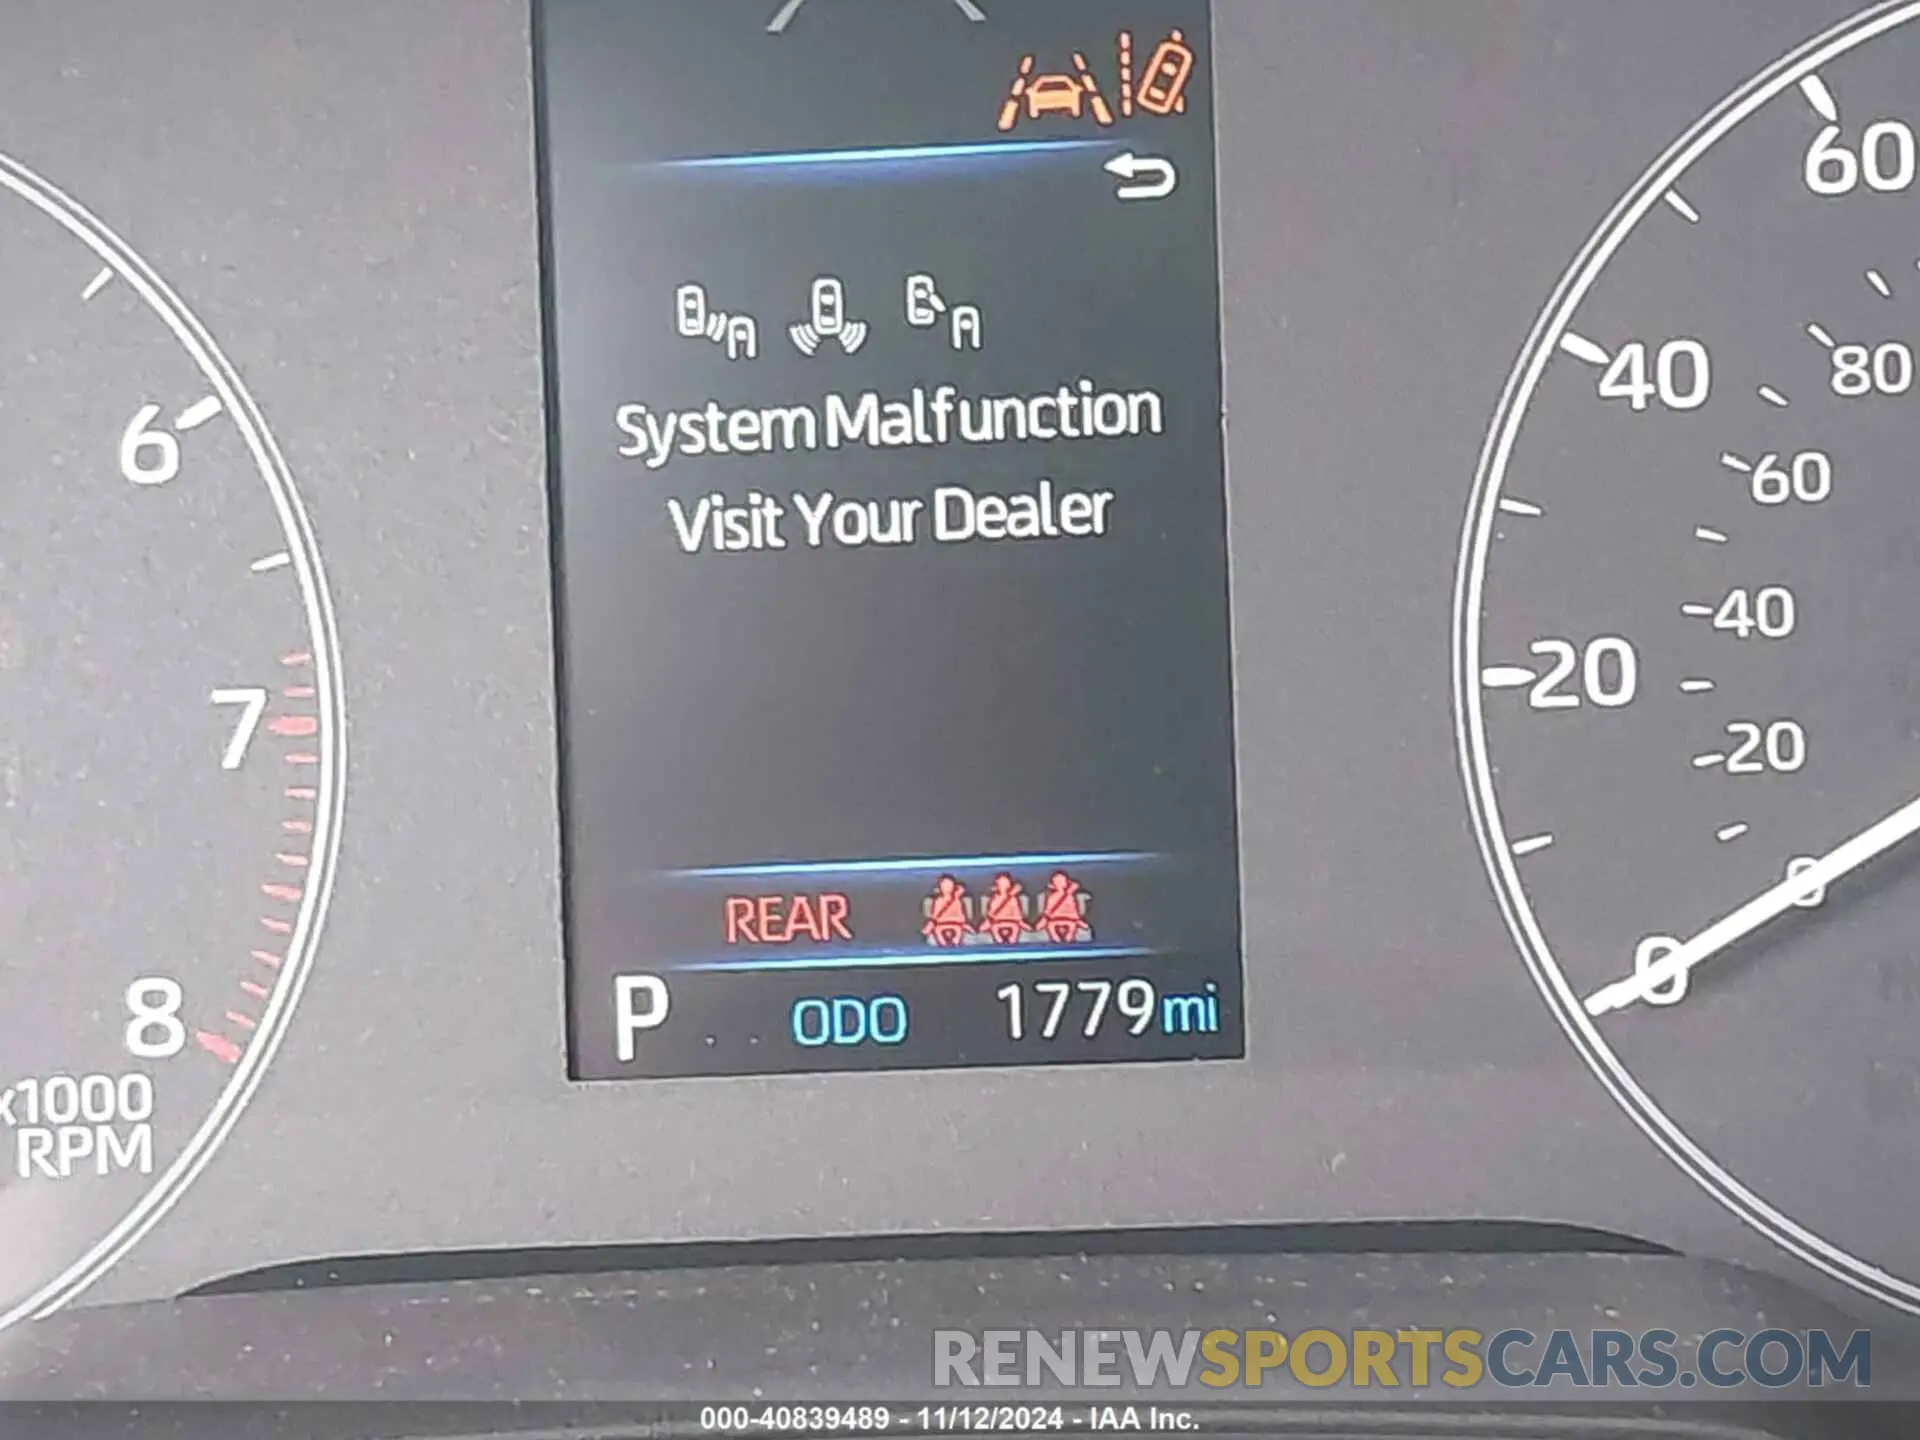 System Malfunction
Visit Your Dealer
REAR
P ODO 1779 mi
6
7
8
x1000
RPM
60
40
20
0
80
60
40
20
0
RENEWSPORTSCARS.COM
000-40839489 - 11/12/2024 - IAA Inc.